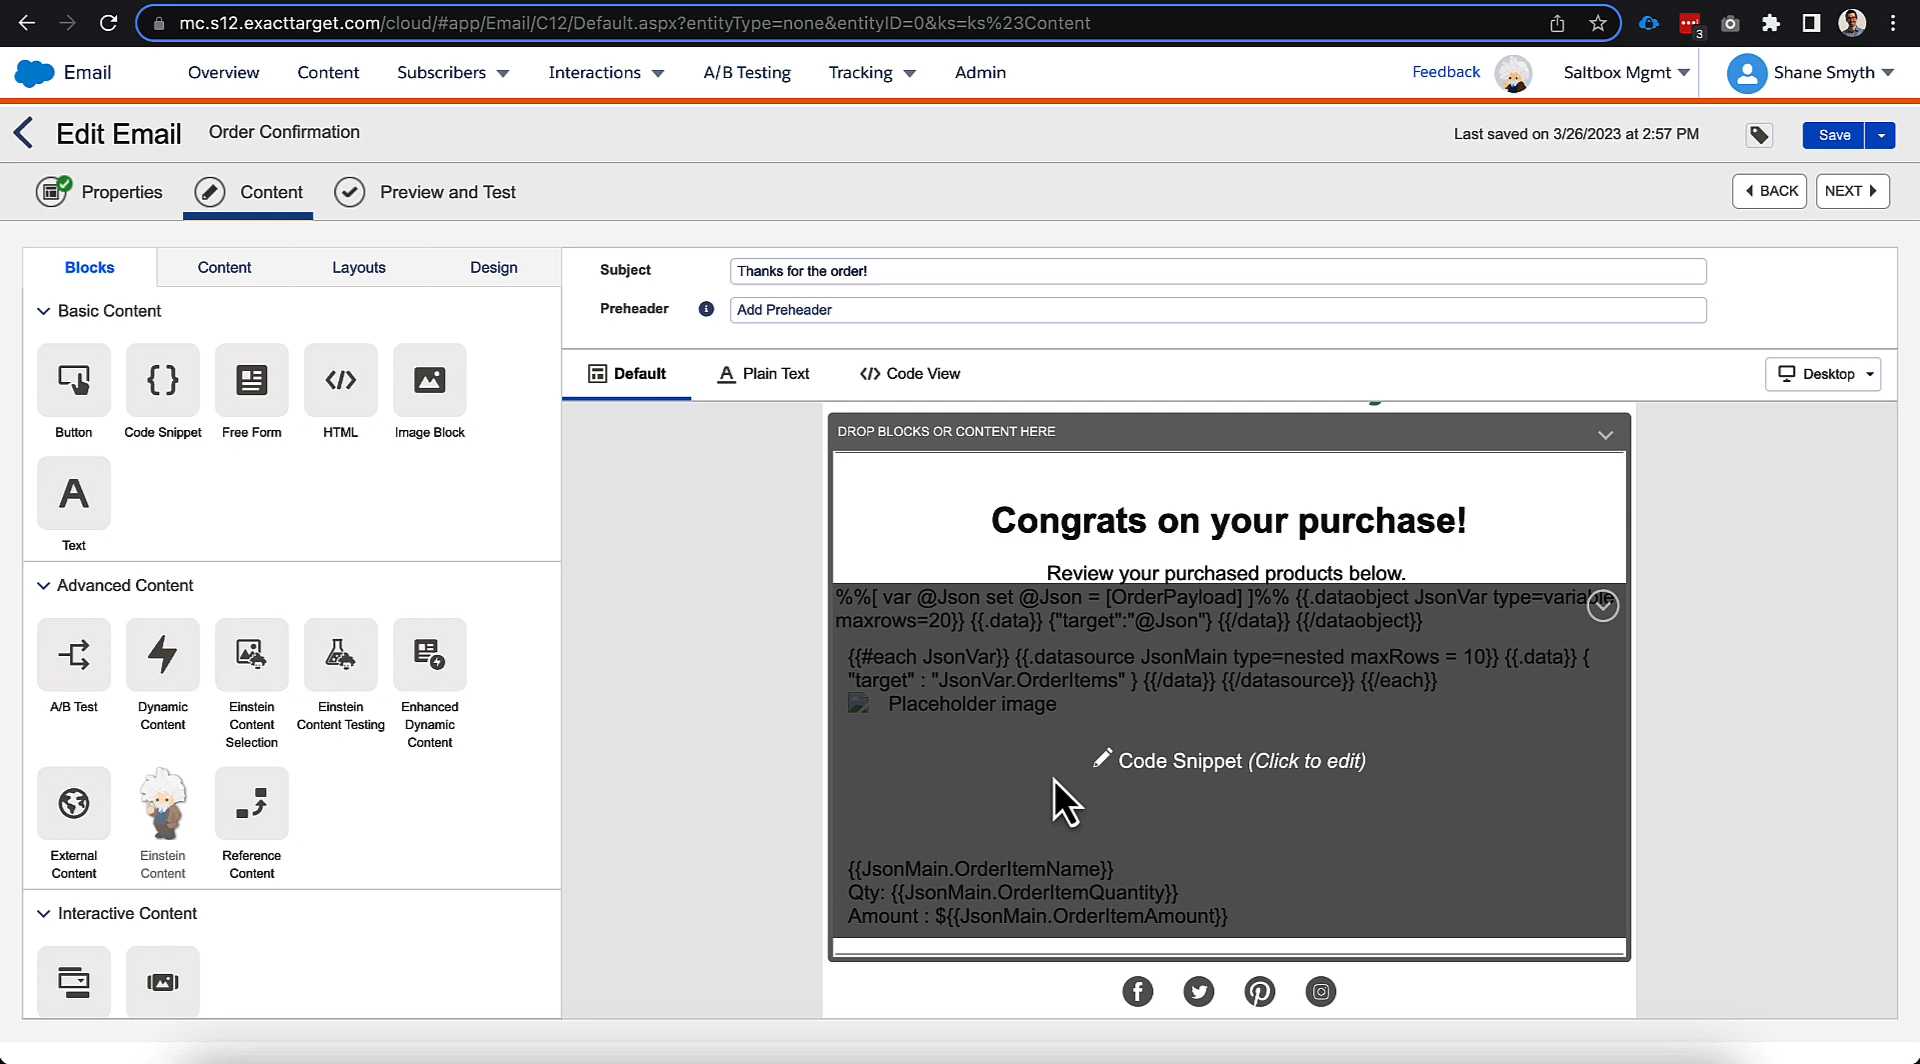 mc.s12.exacttarget.com/cloud/#app/Email/C12/Default.aspx?entityType=none&entityID=0&ks=ks%23Content
3
Email
Overview
Content
Subscribers
Interactions
A/B Testing
Tracking
Admin
Feedback
Saltbox Mgmt
Shane Smyth
Edit Email
Order Confirmation
Last saved on 3/26/2023 at 2:57 PM
Save
Properties
Content
Preview and Test
BACK
NEXT
Blocks
Content
Layouts
Design
Basic Content
Button
Code Snippet
Free Form
HTML
Image Block
Text
Advanced Content
A/B Test
Dynamic
Content
Einstein
Content
Selection
Einstein
Content Testing
Enhanced
Dynamic
Content
External
Content
Einstein
Content
Reference
Content
Interactive Content
Subject
Thanks for the order!
Preheader
Add Preheader
Default
Plain Text
Code View
Desktop
DROP BLOCKS OR CONTENT HERE
Congrats on your purchase!
Review your purchased products below.
%%[ var @Json set @Json = [OrderPayload] ]%% {{.dataobject JsonVar type=variable
maxrows=20}} {{.data}} {"target":"@Json"} {{/data}} {{/dataobject}}
{{#each JsonVar}} {{.datasource JsonMain type=nested maxRows = 10}} {{.data}} {
"target" : "JsonVar.OrderItems" } {{/data}} {{/datasource}} {{/each}}
Placeholder image
Code Snippet (Click to edit)
{{JsonMain.OrderItemName}}
Qty: {{JsonMain.OrderItemQuantity}}
Amount : ${{JsonMain.OrderItemAmount}}